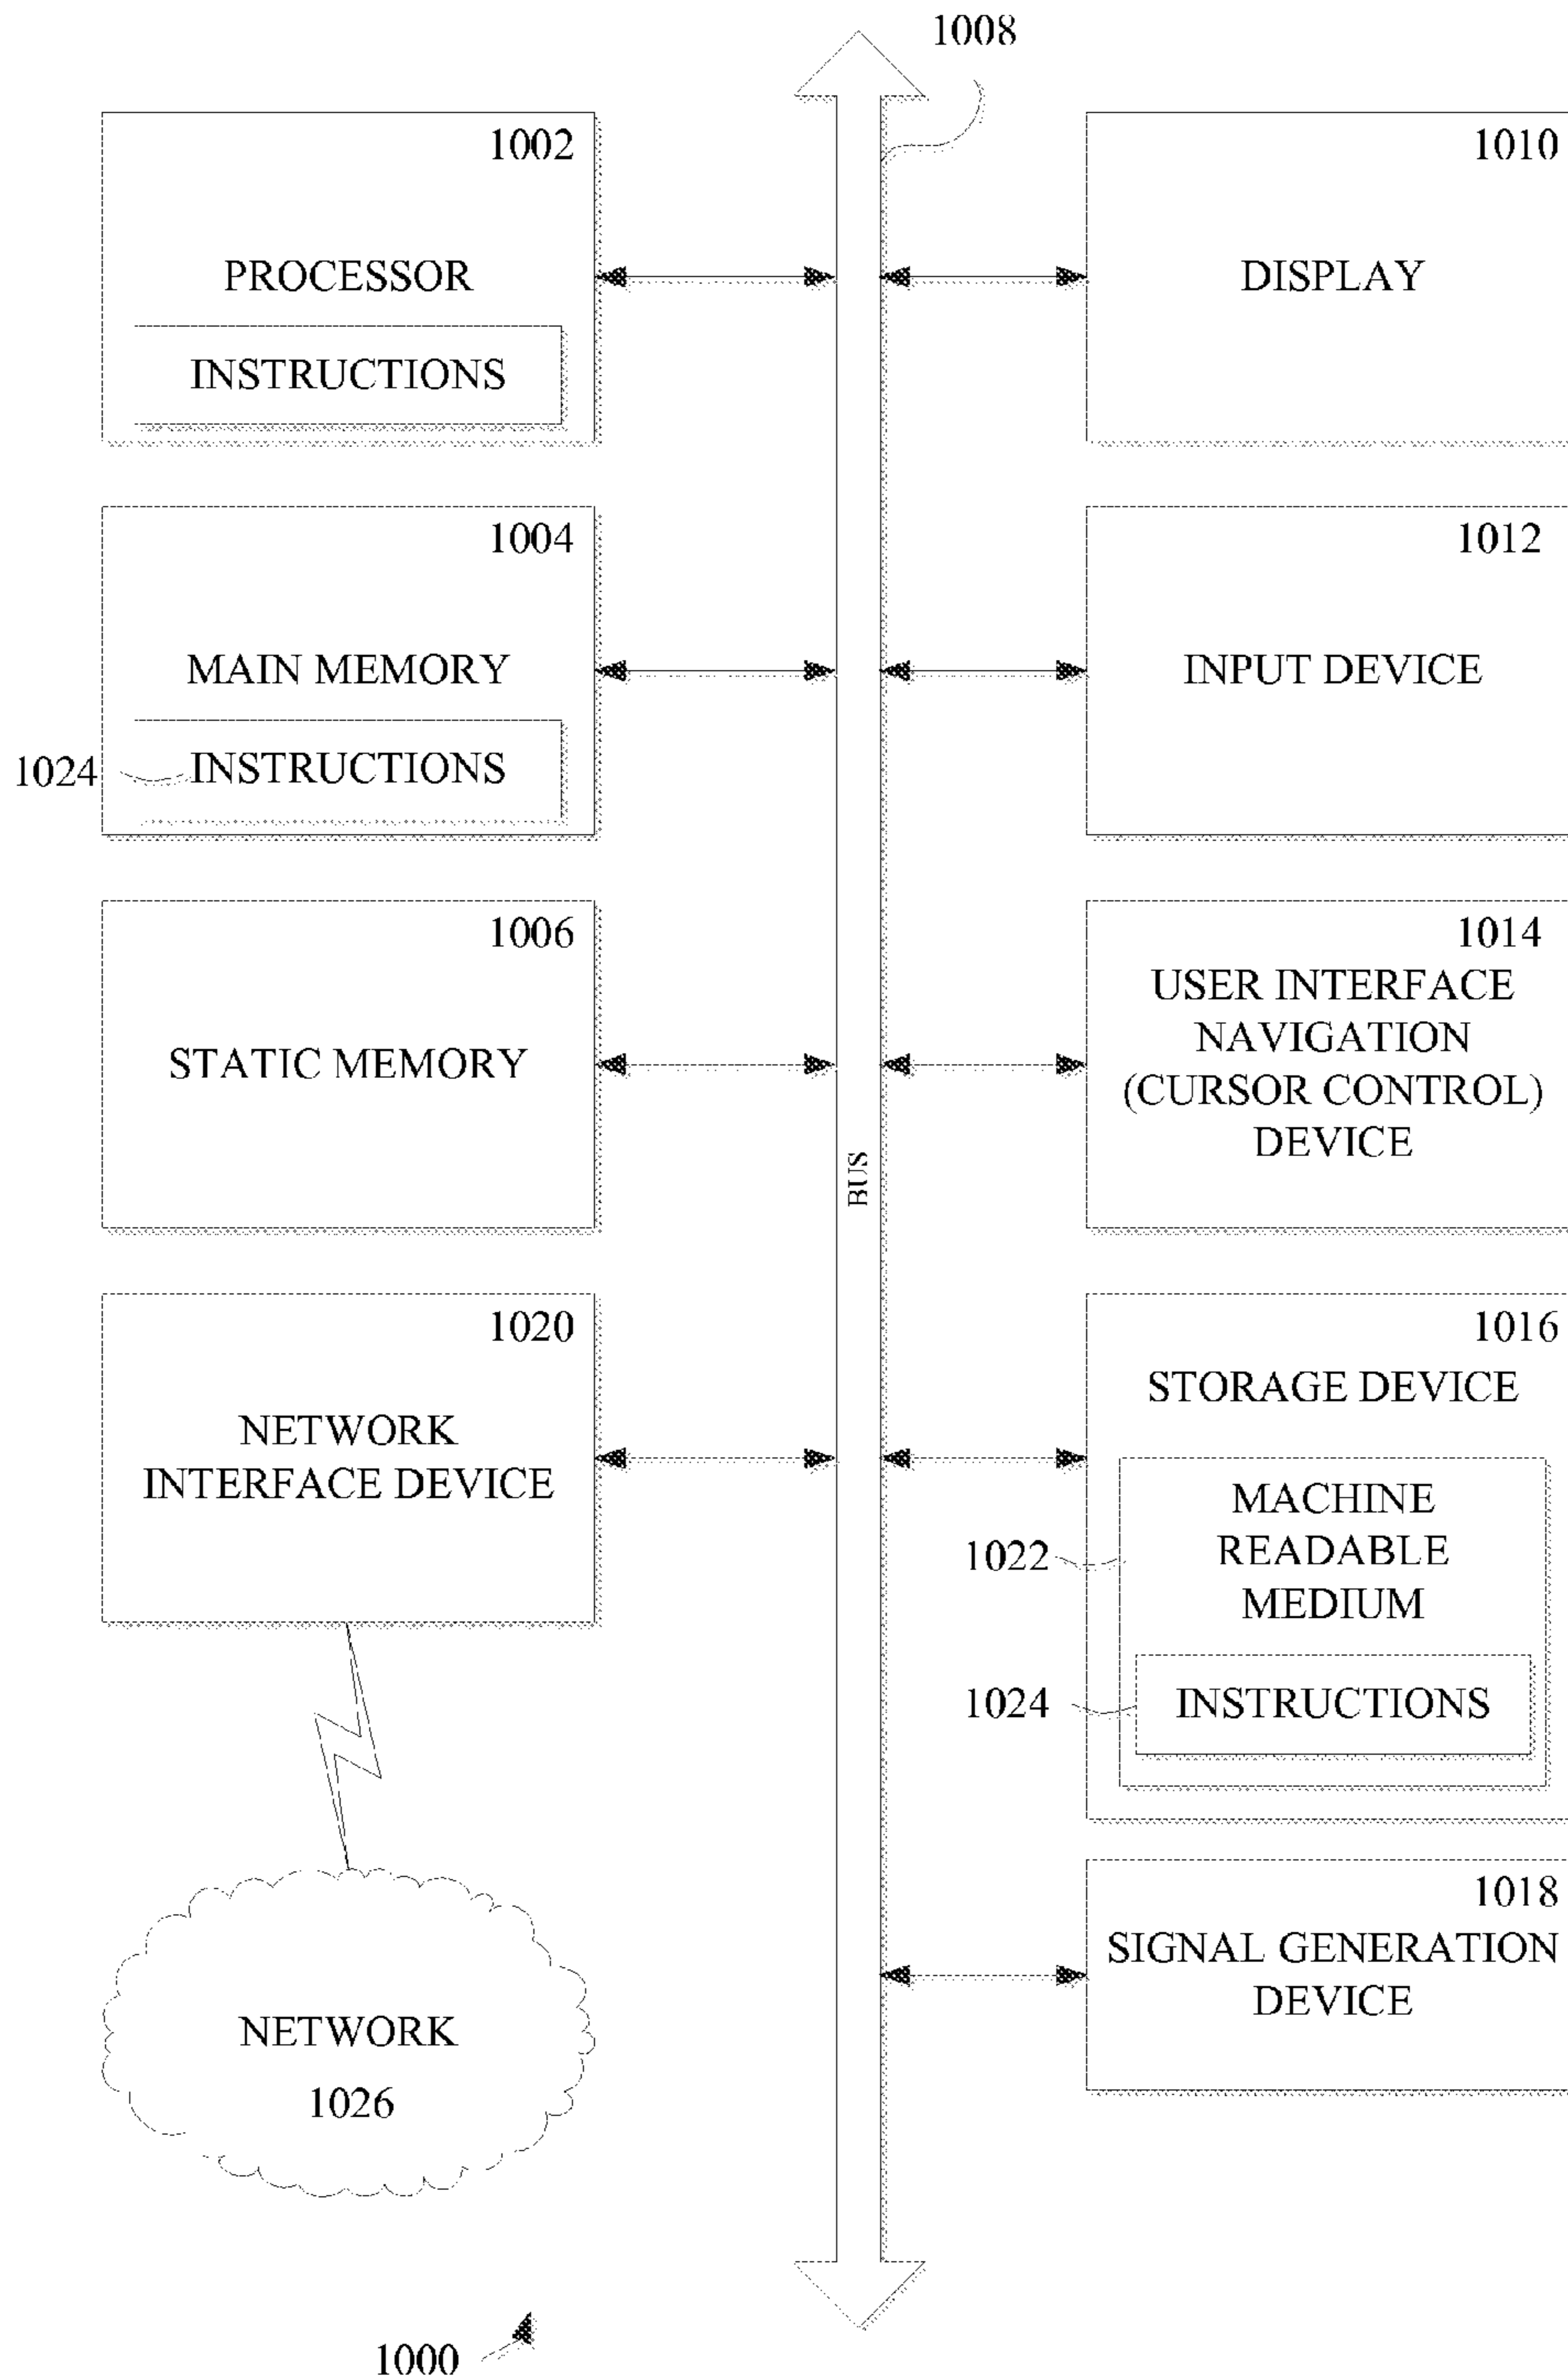 1008
1002
PROCESSOR
INSTRUCTIONS
1010
DISPLAY
1004
MAIN MEMORY
1024
INSTRUCTIONS
1012
INPUT DEVICE
1006
STATIC MEMORY
1014
USER INTERFACE
NAVIGATION
(CURSOR CONTROL)
DEVICE
BUS
1020
NETWORK
INTERFACE DEVICE
1016
STORAGE DEVICE
MACHINE
READABLE
MEDIUM
1022
1024
INSTRUCTIONS
1018
SIGNAL GENERATION
DEVICE
NETWORK
1026
1000